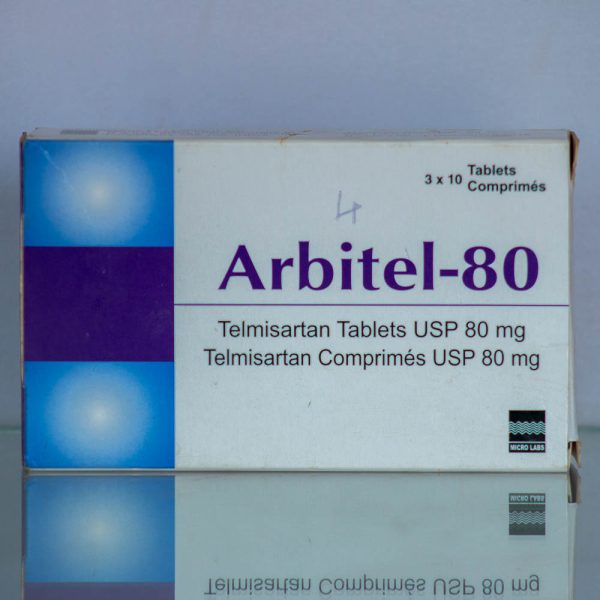 3 x 10 Tablets
Comprimés
4
Arbitel-80
Telmisartan Tablets USP 80 mg
Telmisartan Comprimés USP 80 mg
MICRO LABS